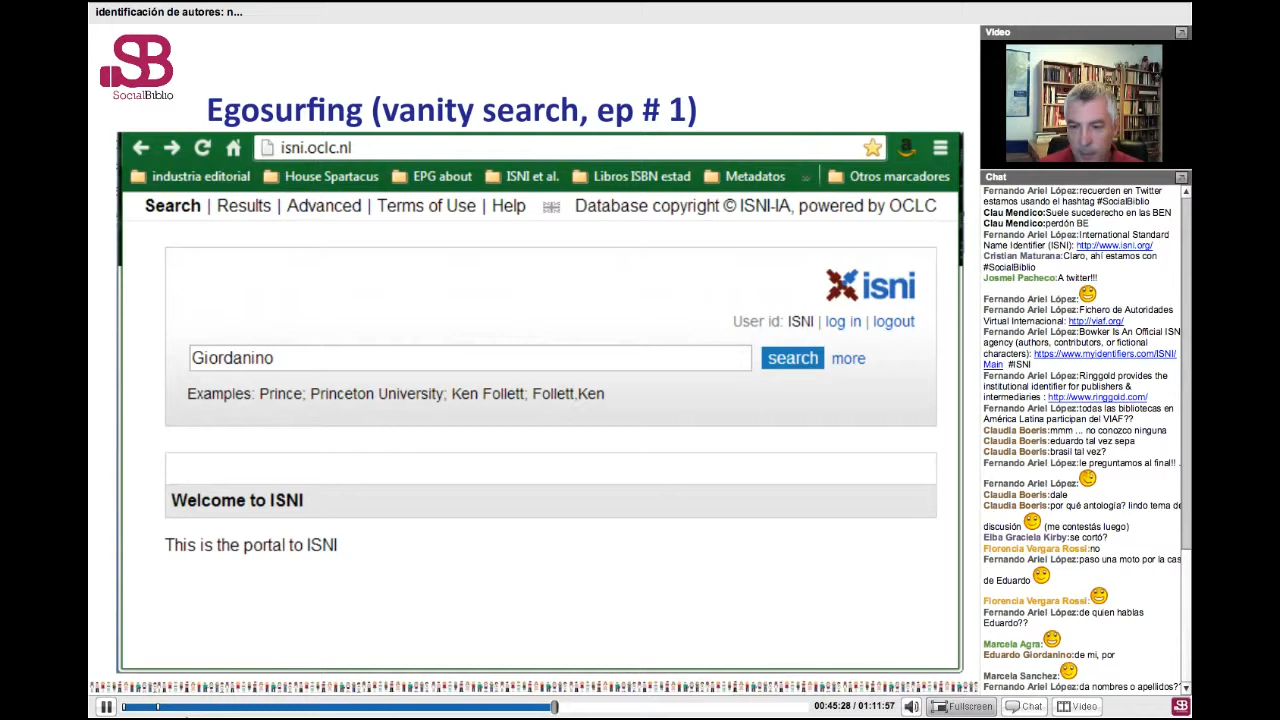 identificación de autores: n...
SB
SocialBiblio
Egosurfing (vanity search, ep # 1)
isni.oclc.nl
industria editorial
House Spartacus
EPG about
ISNI et al.
Libros ISBN estad
Metadatos
»
Otros marcadores
Search | Results | Advanced | Terms of Use | Help
Database copyright © ISNI-IA, powered by OCLC
isni
User id: ISNI | log in | logout
Giordanino
search
more
Examples: Prince; Princeton University; Ken Follett; Follett,Ken
Welcome to ISNI
This is the portal to ISNI
00:45:28 / 01:11:57
Fullscreen
Chat
Video
SB
Video
Chat
Fernando Ariel López:recuerden en Twitter
estamos usando el hashtag #SocialBiblio
Clau Mendico:Suele sucederecho en las BEN
Clau Mendico:perdón BE
Fernando Ariel López:International Standard
Name Identifier (ISNI): http://www.isni.org/
Cristian Maturana:Claro, ahí estamos con
#SocialBiblio
Josmel Pacheco:A twitter!!!
Fernando Ariel López:
Fernando Ariel López:Fichero de Autoridades
Virtual Internacional: http://viaf.org/
Fernando Ariel López:Bowker Is An Official ISN
agency (authors, contributors, or fictional
characters): https://www.myidentifiers.com/ISNI/
Main #ISNI
Fernando Ariel López:Ringgold provides the
institutional identifier for publishers &
intermediaries : http://www.ringgold.com/
Fernando Ariel López:todas las bibliotecas en
América Latina participan del VIAF??
Claudia Boeris:mmm ... no conozco ninguna
Claudia Boeris:eduardo tal vez sepa
Claudia Boeris:brasil tal vez?
Fernando Ariel López:le preguntamos al final!! .
Fernando Ariel López:
Claudia Boeris:dale
Claudia Boeris:por qué antología? lindo tema de
discusión (me contestás luego)
Elba Graciela Kirby:se cortó?
Florencia Vergara Rossi:no
Fernando Ariel López:paso una moto por la cas
de Eduardo
Florencia Vergara Rossi:
Fernando Ariel López:de quien hablas
Eduardo??
Marcela Agra:
Eduardo Giordanino:de mi, por
Marcela Sanchez:
Fernando Ariel López:da nombres o apellidos?